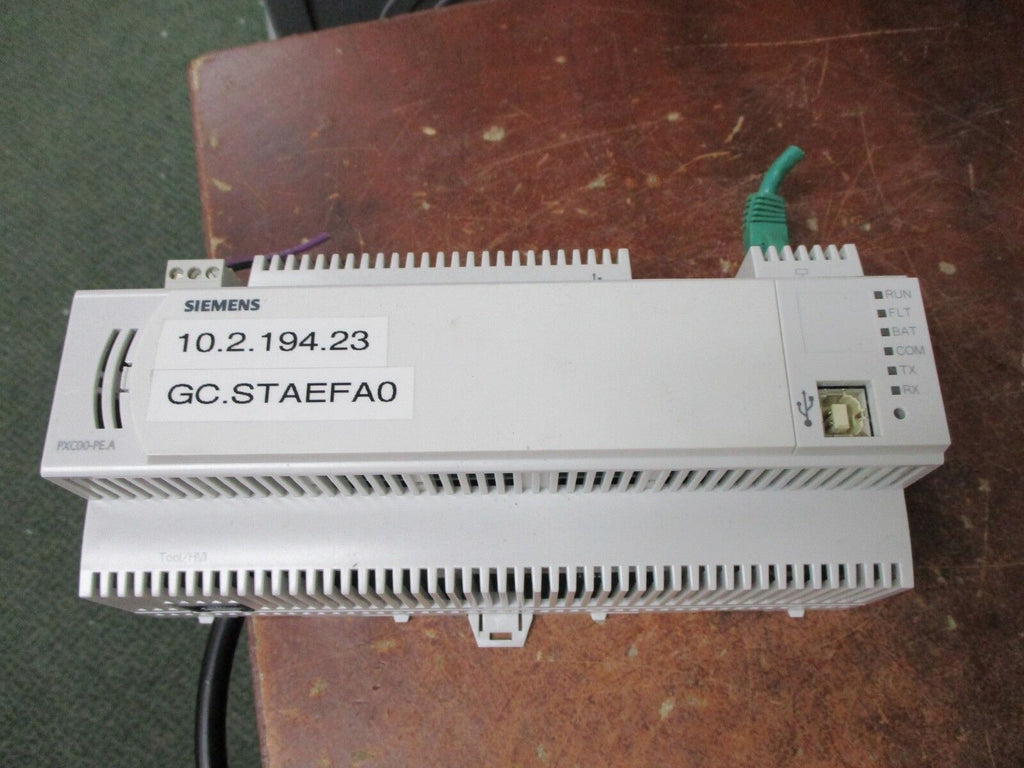 SIEMENS
10.2.194.23
GC.STAEFA0
PXC00-PE.A
Tool/HMI
RUN
FLT
BAT
COM
TX
RX